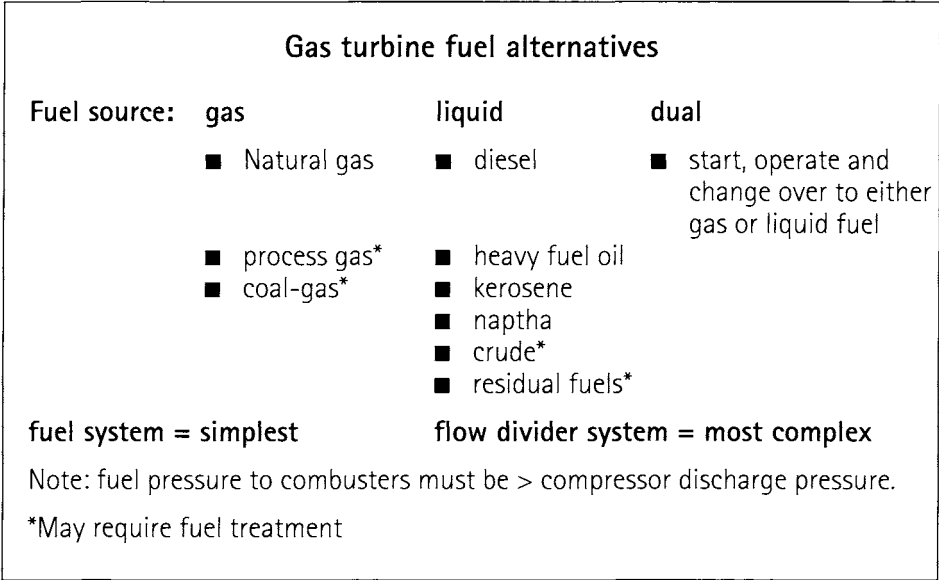 Gas turbine fuel alternatives
Fuel source: gas liquid dual
■ Natural gas ■ diesel ■ start, operate and
change over to either
gas or liquid fuel
■ process gas* ■ heavy fuel oil
■ coal-gas* ■ kerosene
■ naptha
■ crude*
■ residual fuels*
fuel system = simplest flow divider system = most complex
Note: fuel pressure to combusters must be > compressor discharge pressure.
*May require fuel treatment